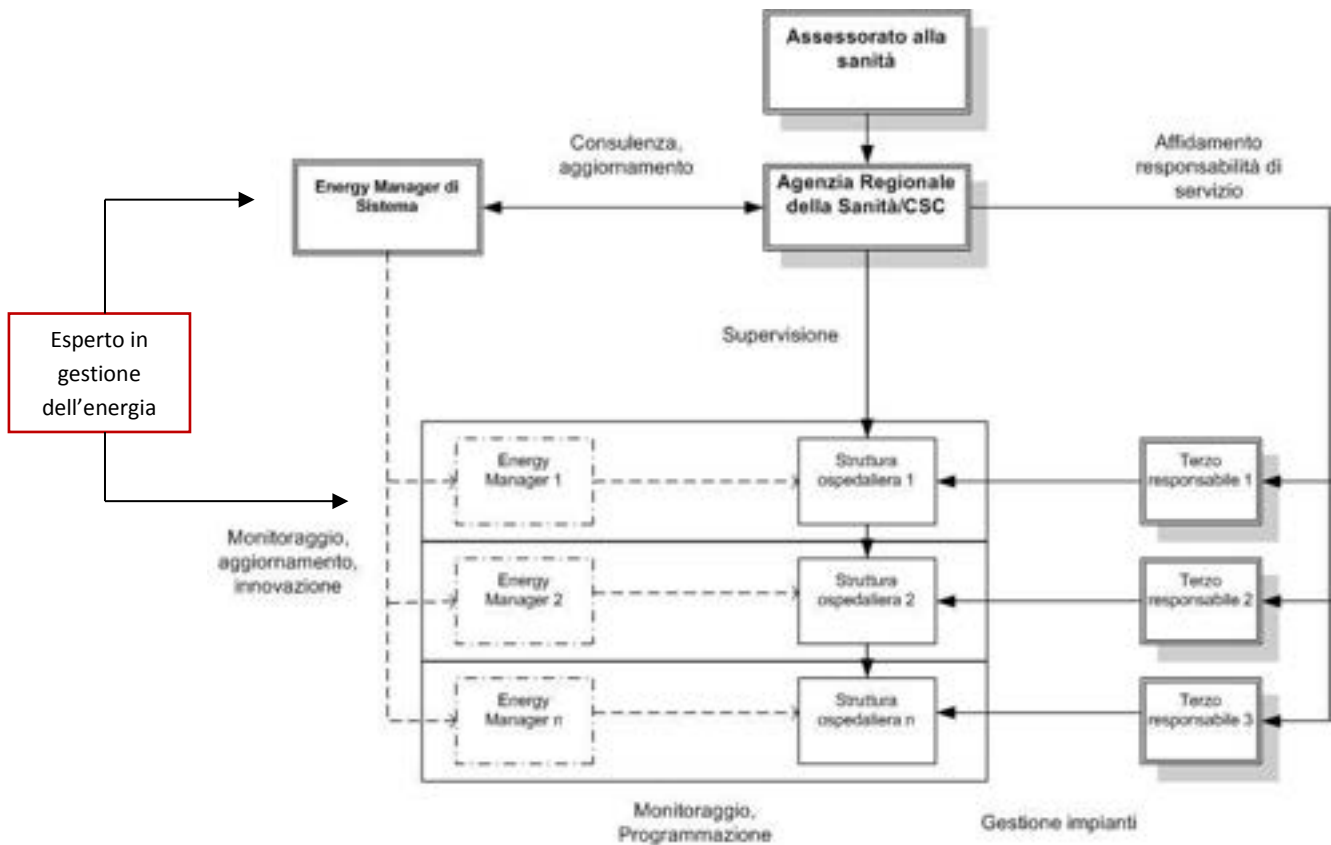 Assessorato alla
sanità
Consulenza,
aggiornamento
Affidamento
responsabilità di
servizio
Energy Manager di
Sistema
Agenzia Regionale
della Sanità/CSC
Esperto in
gestione
dell’energia
Supervisione
Energy
Manager 1
Struttura
ospedaliera 1
Terzo
responsabile 1
Monitoraggio,
aggiornamento,
innovazione
Energy
Manager 2
Struttura
ospedaliera 2
Terzo
responsabile 2
Energy
Manager n
Struttura
ospedaliera n
Terzo
responsabile 3
Monitoraggio,
Programmazione
Gestione impianti